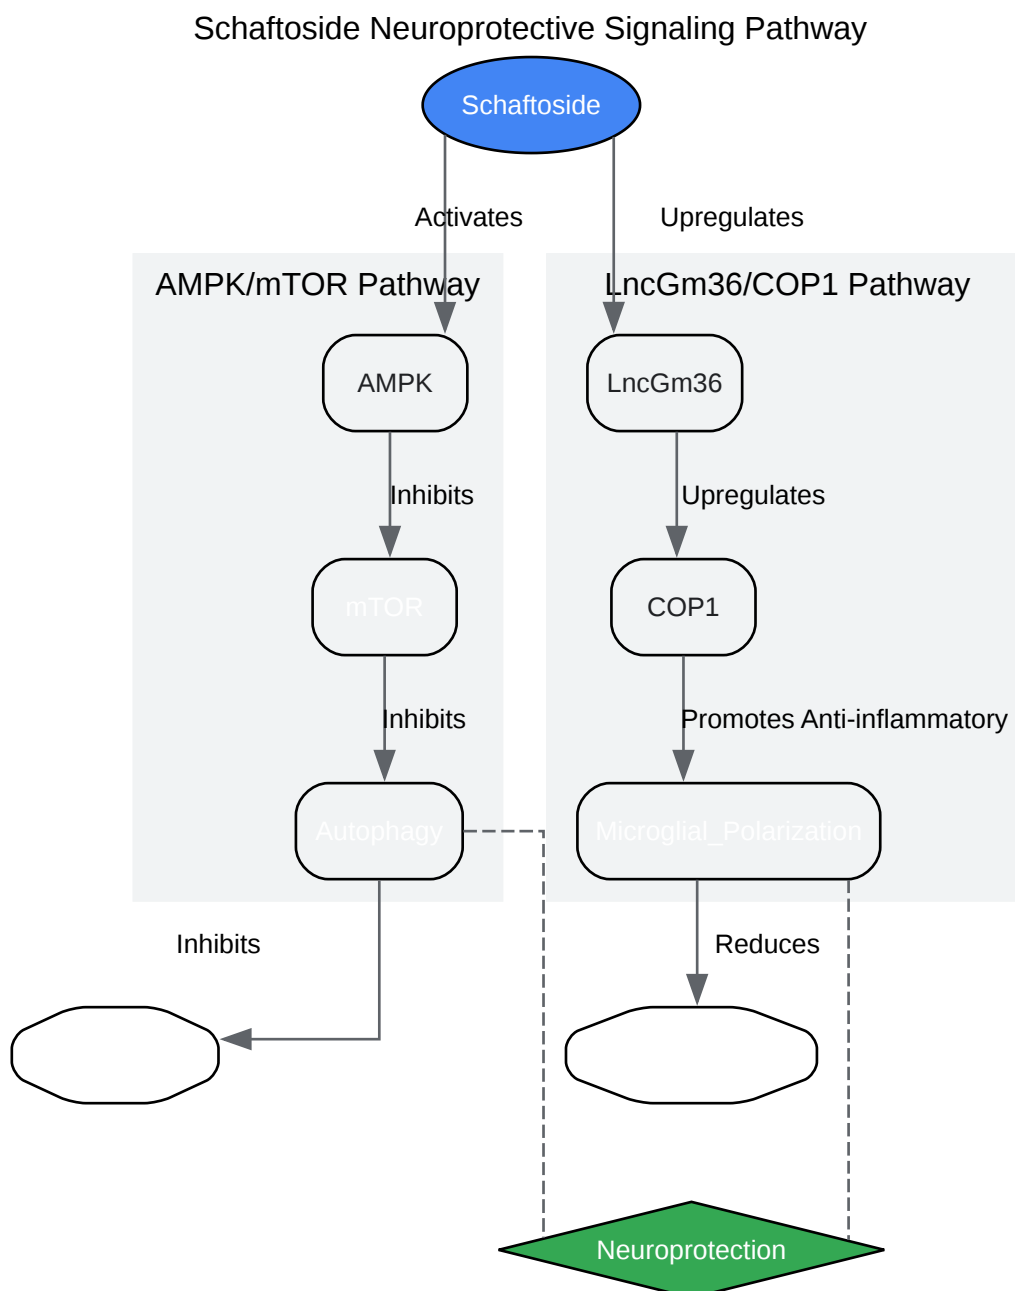 Schaftoside Neuroprotective Signaling Pathway
Schaftoside
Activates
Upregulates
AMPK/mTOR Pathway
LncGm36/COP1 Pathway
AMPK
LncGm36
Inhibits
Upregulates
mTOR
COP1
Inhibits
Promotes Anti-inflammatory
Autophagy
Microglial_Polarization
Inhibits
Reduces
Neuroprotection